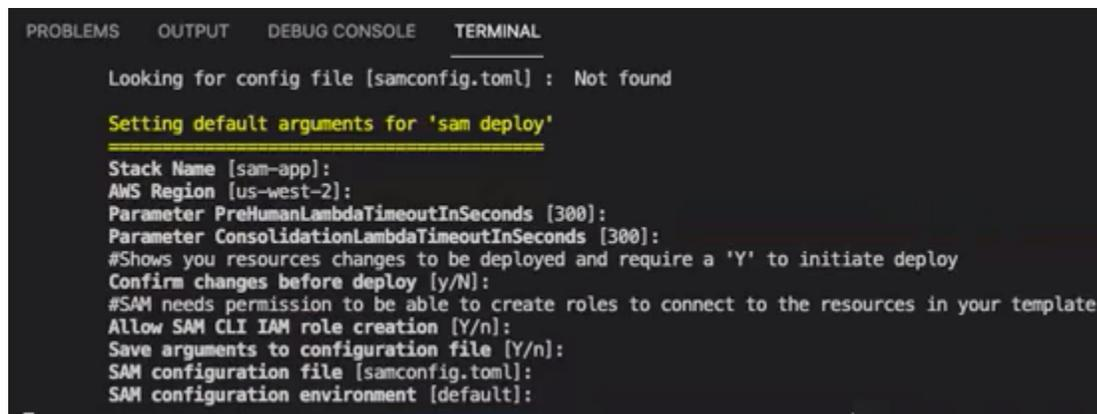 PROBLEMS OUTPUT DEBUG CONSOLE TERMINAL
Looking for config file [samconfig.toml] : Not found
Setting default arguments for 'sam deploy'
=========================================
Stack Name [sam-app]:
AWS Region [us-west-2]:
Parameter PreHumanLambdaTimeoutInSeconds [300]:
Parameter ConsolidationLambdaTimeoutInSeconds [300]:
#Shows you resources changes to be deployed and require a 'Y' to initiate deploy
Confirm changes before deploy [y/N]:
#SAM needs permission to be able to create roles to connect to the resources in your template
Allow SAM CLI IAM role creation [Y/n]:
Save arguments to configuration file [Y/n]:
SAM configuration file [samconfig.toml]:
SAM configuration environment [default]: